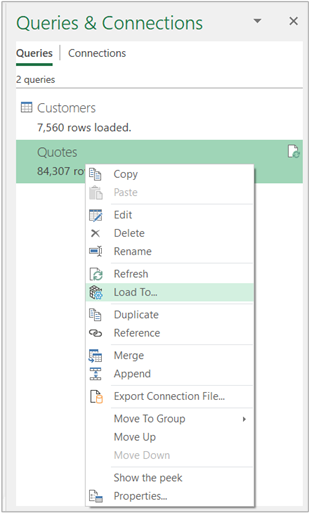 Queries & Connections
Queries | Connections
2 queries
Customers
7,560 rows loaded.
Quotes
84,307 ro
Copy
Paste
Edit
Delete
Rename
Refresh
Load To...
Duplicate
Reference
Merge
Append
Export Connection File...
Move To Group
Move Up
Move Down
Show the peek
Properties...